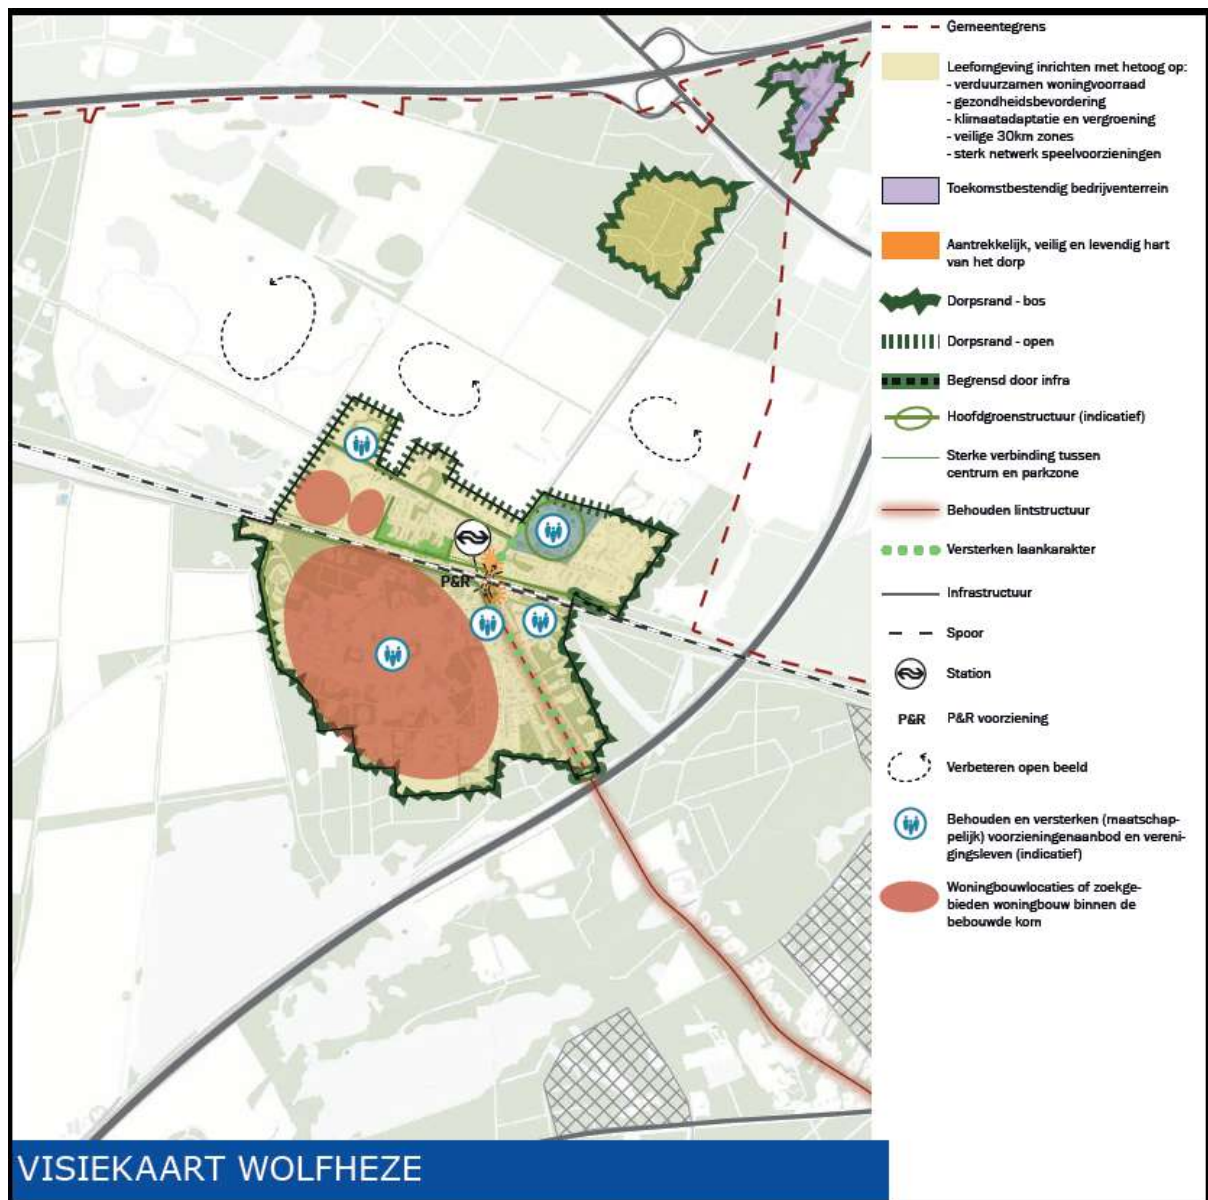 Gemeentegrens
Leefomgeving inrichten met hetoog op:
- verduurzamen woningvoorraad
- gezondheidsbevordering
- klimaatadaptatie en vergroening
- veilige 30km zones
- sterk netwerk speelvoorzieningen
Toekomstbestendig bedrijventerrein
Aantrekkelijk, veilig en levendig hart
van het dorp
Dorpsrand - bos
Dorpsrand - open
Begrensd door infra
Hoofdgroenstructuur (indicatief)
Sterke verbinding tussen
centrum en parkzone
Behouden lintstructuur
Versterken laankarakter
Infrastructuur
Spoor
Station
P&R
P&R P&R voorziening
Verbeteren open beeld
Behouden en versterken (maatschap-
pelijk) voorzieningenaanbod en vereni-
gingsleven (indicatief)
Woningbouwlocaties of zoekge-
bieden woningbouw binnen de
bebouwde kom
VISIEKAART WOLFHEZE